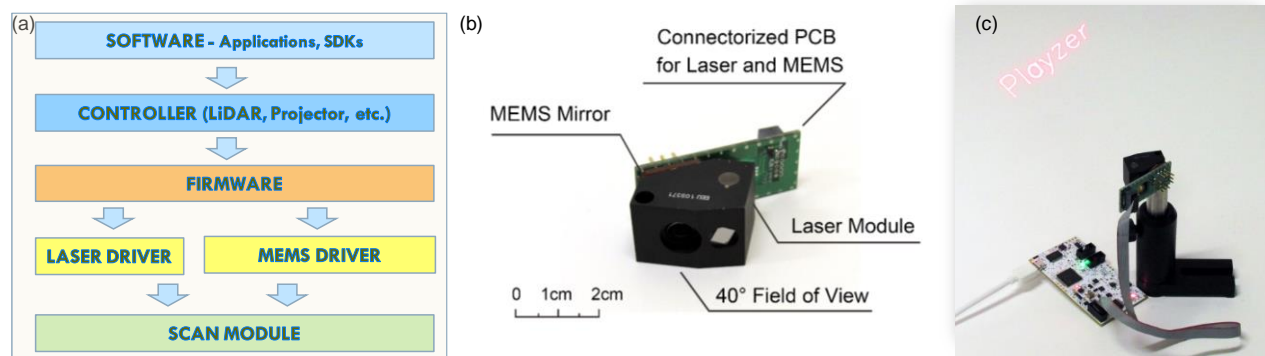 (a)
SOFTWARE - Applications, SDKs
CONTROLLER (LiDAR, Projector, etc.)
FIRMWARE
LASER DRIVER
MEMS DRIVER
SCAN MODULE
(b)
Connectorized PCB
for Laser and MEMS
MEMS Mirror
Laser Module
0 1cm 2cm
40° Field of View
(c)
Playzer